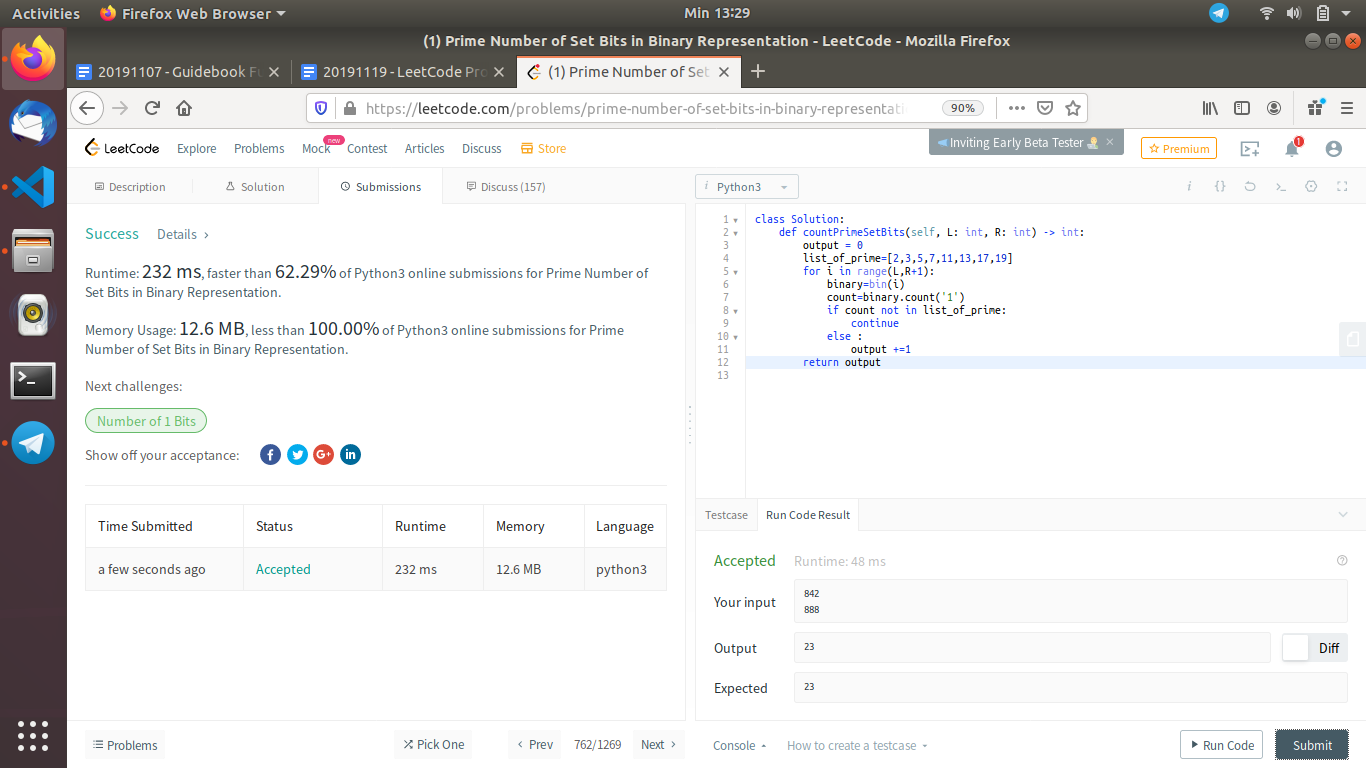 Activities Firefox Web Browser Min 13:29
(1) Prime Number of Set Bits in Binary Representation - LeetCode - Mozilla Firefox
20191107 - Guidebook Fu 20191119 - LeetCode Pro (1) Prime Number of Set
https://leetcode.com/problems/prime-number-of-set-bits-in-binary-representati 90%
LeetCode Explore Problems Mock new Contest Articles Discuss Store Inviting Early Beta Tester Premium 1
Description Solution Submissions Discuss (157)
Success Details
Runtime: 232 ms, faster than 62.29% of Python3 online submissions for Prime Number of
Set Bits in Binary Representation.
Memory Usage: 12.6 MB, less than 100.00% of Python3 online submissions for Prime
Number of Set Bits in Binary Representation.
Next challenges:
Number of 1 Bits
Show off your acceptance:
Time Submitted Status Runtime Memory Language
a few seconds ago Accepted 232 ms 12.6 MB python3
Problems Pick One Prev 762/1269 Next
i Python3 i {}
1 class Solution:
2 def countPrimeSetBits(self, L: int, R: int) -> int:
3 output = 0
4 list_of_prime=[2,3,5,7,11,13,17,19]
5 for i in range(L,R+1):
6 binary=bin(i)
7 count=binary.count('1')
8 if count not in list_of_prime:
9 continue
10 else :
11 output +=1
12 return output
13
Testcase Run Code Result
Accepted Runtime: 48 ms
Your input 842
888
Output 23 Diff
Expected 23
Console How to create a testcase Run Code Submit